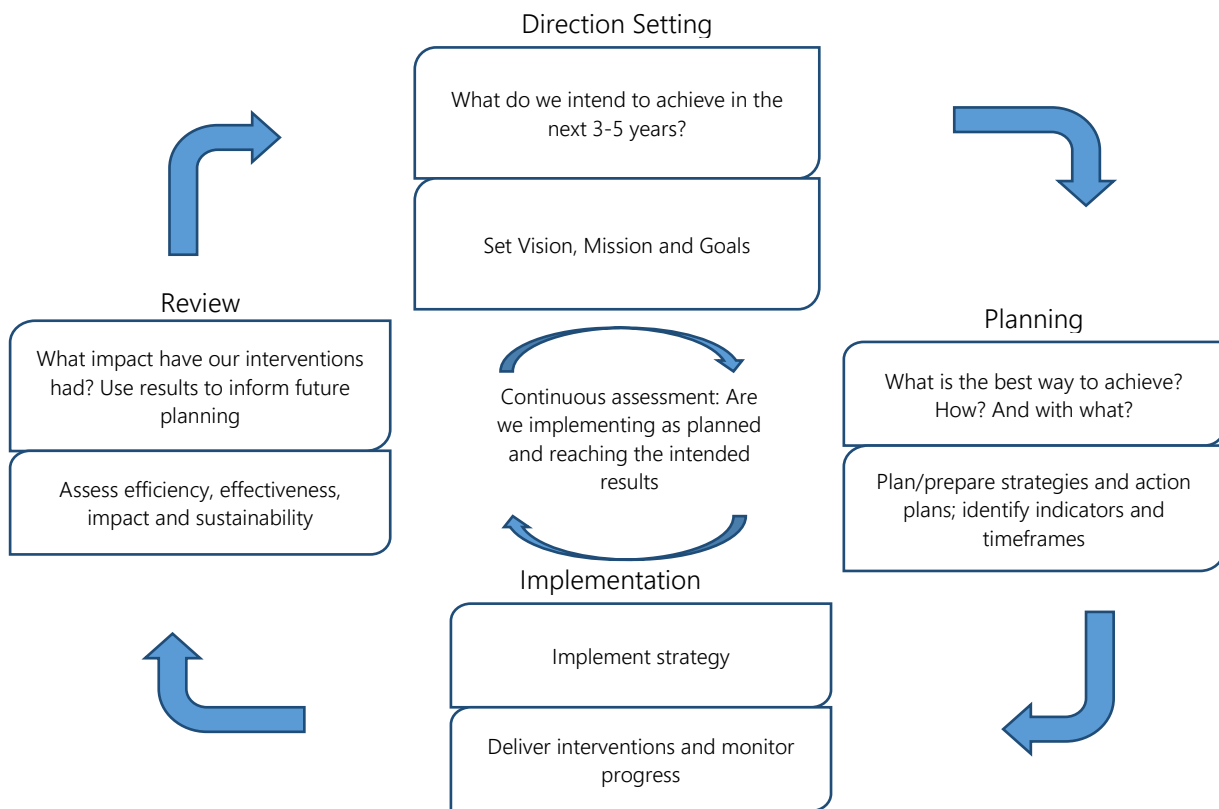 Direction Setting
What do we intend to achieve in the
next 3-5 years?
Set Vision, Mission and Goals
Review
What impact have our interventions
had? Use results to inform future
planning
Assess efficiency, effectiveness,
impact and sustainability
Continuous assessment: Are
we implementing as planned
and reaching the intended
results
Planning
What is the best way to achieve?
How? And with what?
Plan/prepare strategies and action
plans; identify indicators and
timeframes
Implementation
Implement strategy
Deliver interventions and monitor
progress